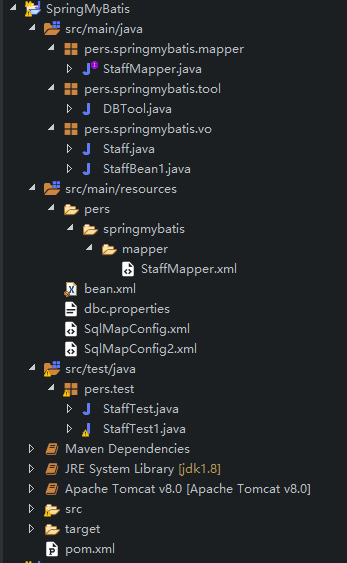 SpringMyBatis
src/main/java
pers.springmybatis.mapper
StaffMapper.java
pers.springmybatis.tool
DBTool.java
pers.springmybatis.vo
Staff.java
StaffBean1.java
src/main/resources
pers
springmybatis
mapper
StaffMapper.xml
bean.xml
dbc.properties
SqlMapConfig.xml
SqlMapConfig2.xml
src/test/java
pers.test
StaffTest.java
StaffTest1.java
Maven Dependencies
JRE System Library [jdk1.8]
Apache Tomcat v8.0 [Apache Tomcat v8.0]
src
target
pom.xml